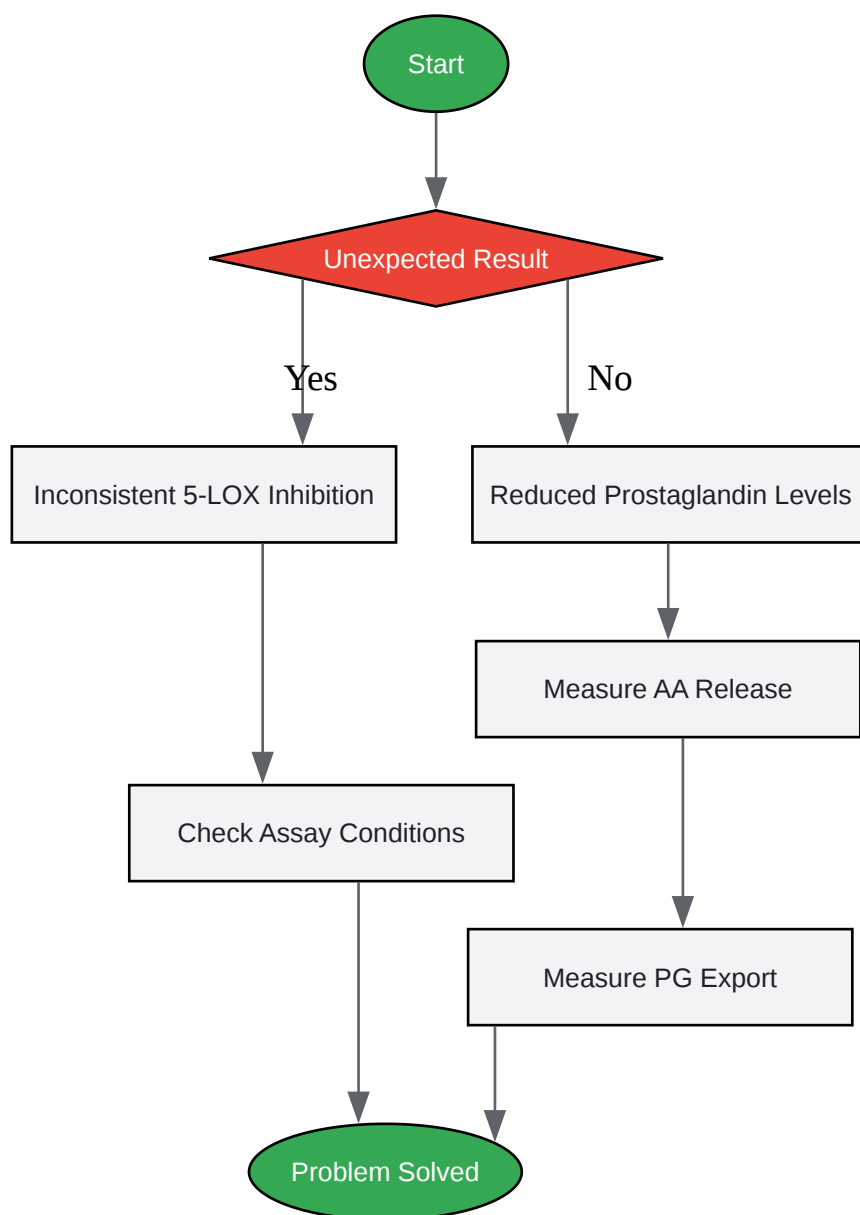 Start
Unexpected Result
Yes
No
Inconsistent 5-LOX Inhibition
Reduced Prostaglandin Levels
Measure AA Release
Check Assay Conditions
Measure PG Export
Problem Solved